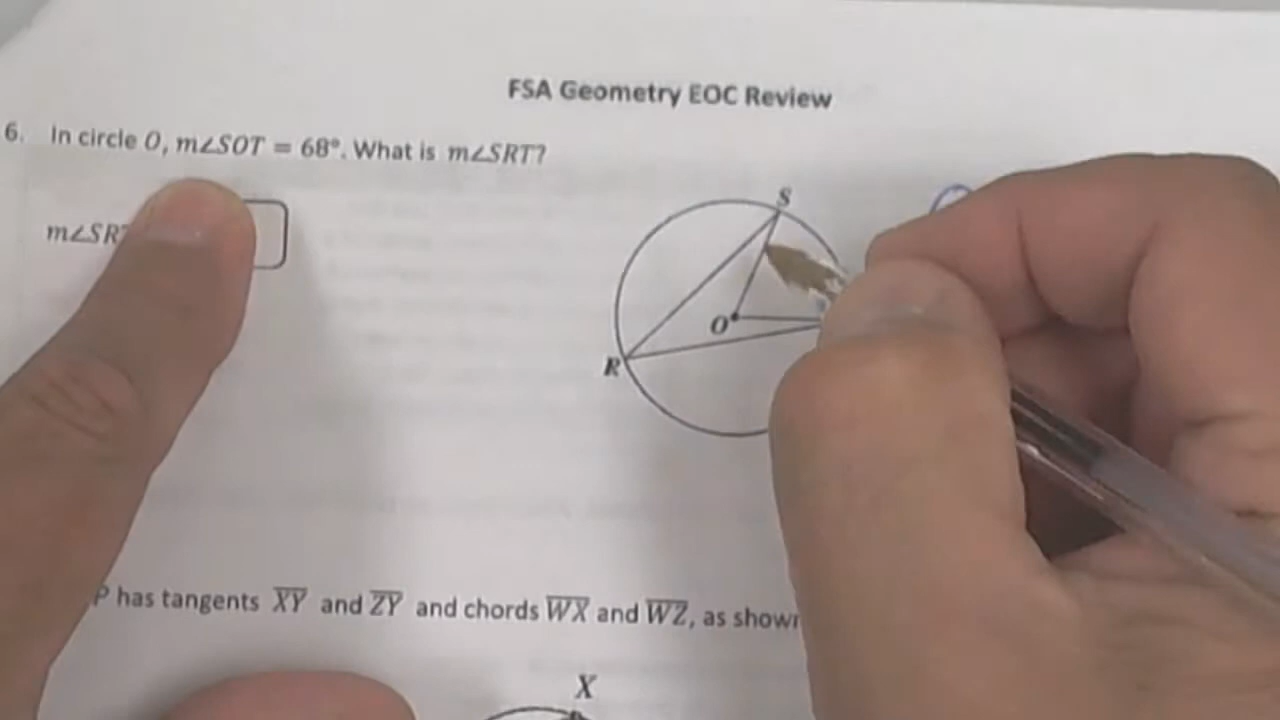 FSA Geometry EOC Review
6. In circle O, m∠SOT = 68°. What is m∠SRT?
m∠SR
S
O
R
P has tangents XY and ZY and chords WX and WZ, as shown
X